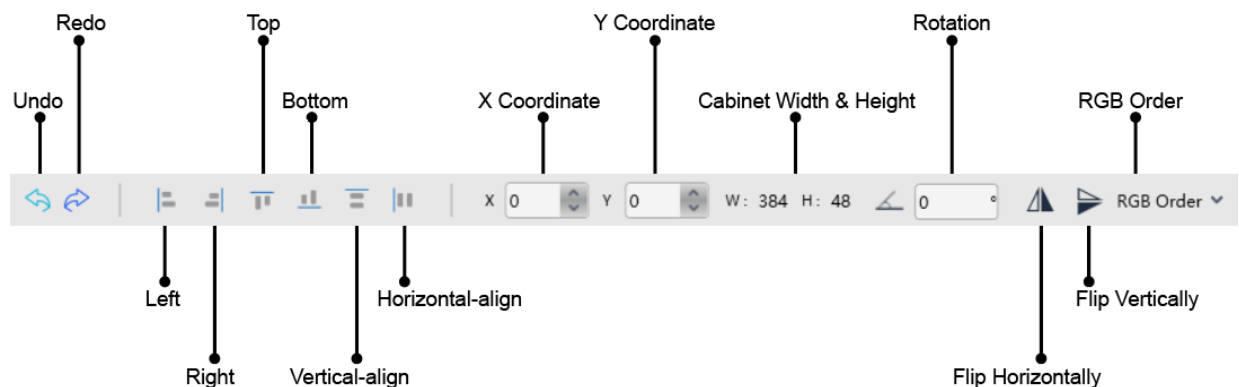 Redo
Top
Y Coordinate
Rotation
Undo
Bottom
X Coordinate
Cabinet Width & Height
RGB Order
X 0 Y 0 W: 384 H: 48 0 ° RGB Order
Left
Horizontal-align
Flip Vertically
Right
Vertical-align
Flip Horizontally